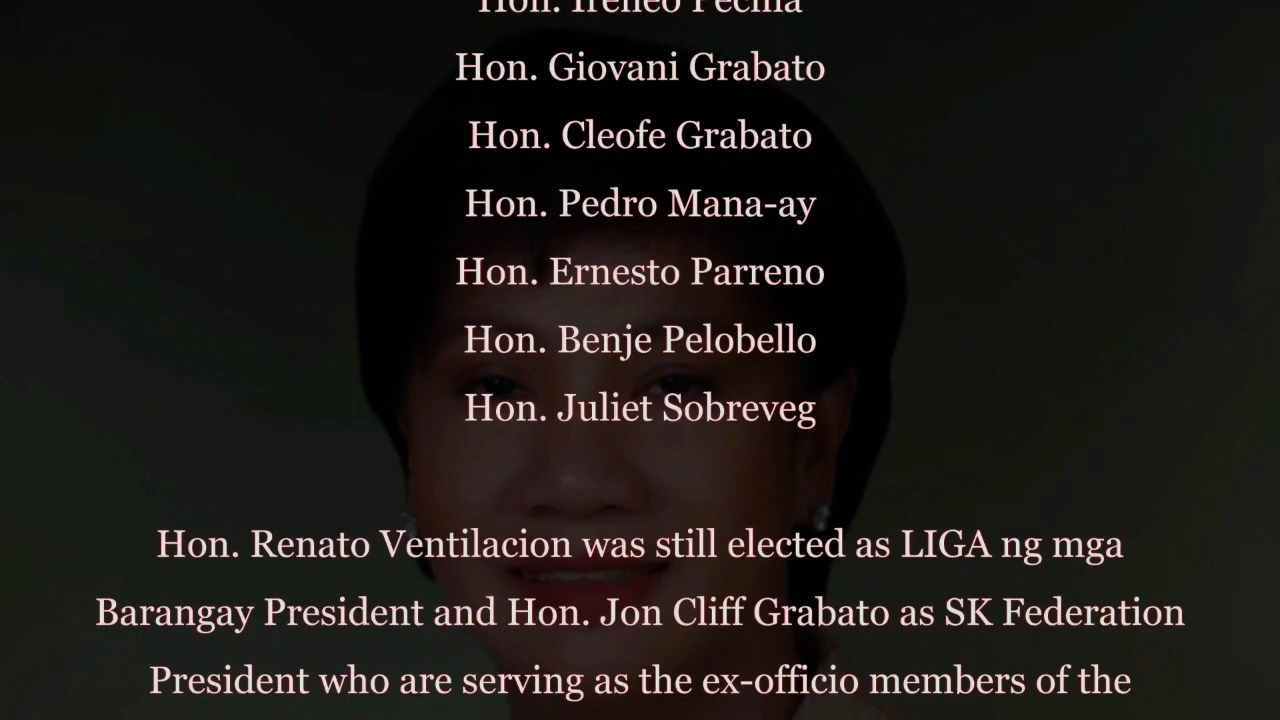 Hon. Giovani Grabato
Hon. Cleofe Grabato
Hon. Pedro Mana-ay
Hon. Ernesto Parreno
Hon. Benje Pelobello
Hon. Juliet Sobreveg
Hon. Renato Ventilacion was still elected as LIGA ng mga
Barangay President and Hon. Jon Cliff Grabato as SK Federation
President who are serving as the ex-officio members of the